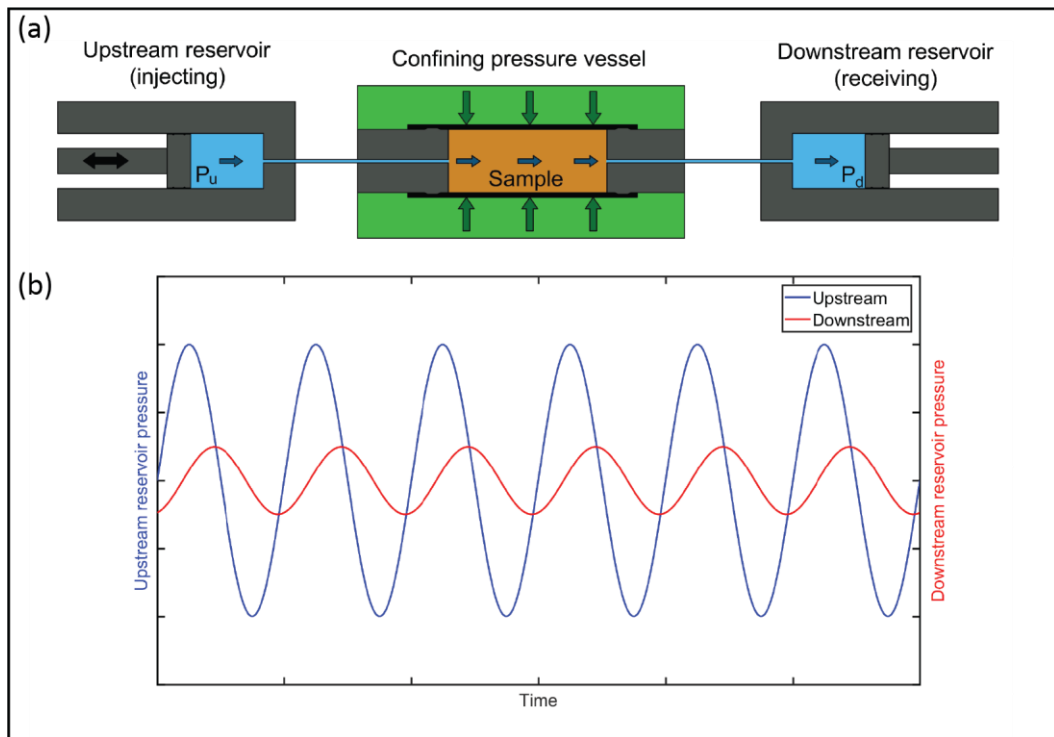 (a)
Upstream reservoir
(injecting)
Confining pressure vessel
Downstream reservoir
(receiving)
Pu
Sample
Pd
(b)
Upstream
Downstream
Upstream reservoir pressure
Downstream reservoir pressure
Time